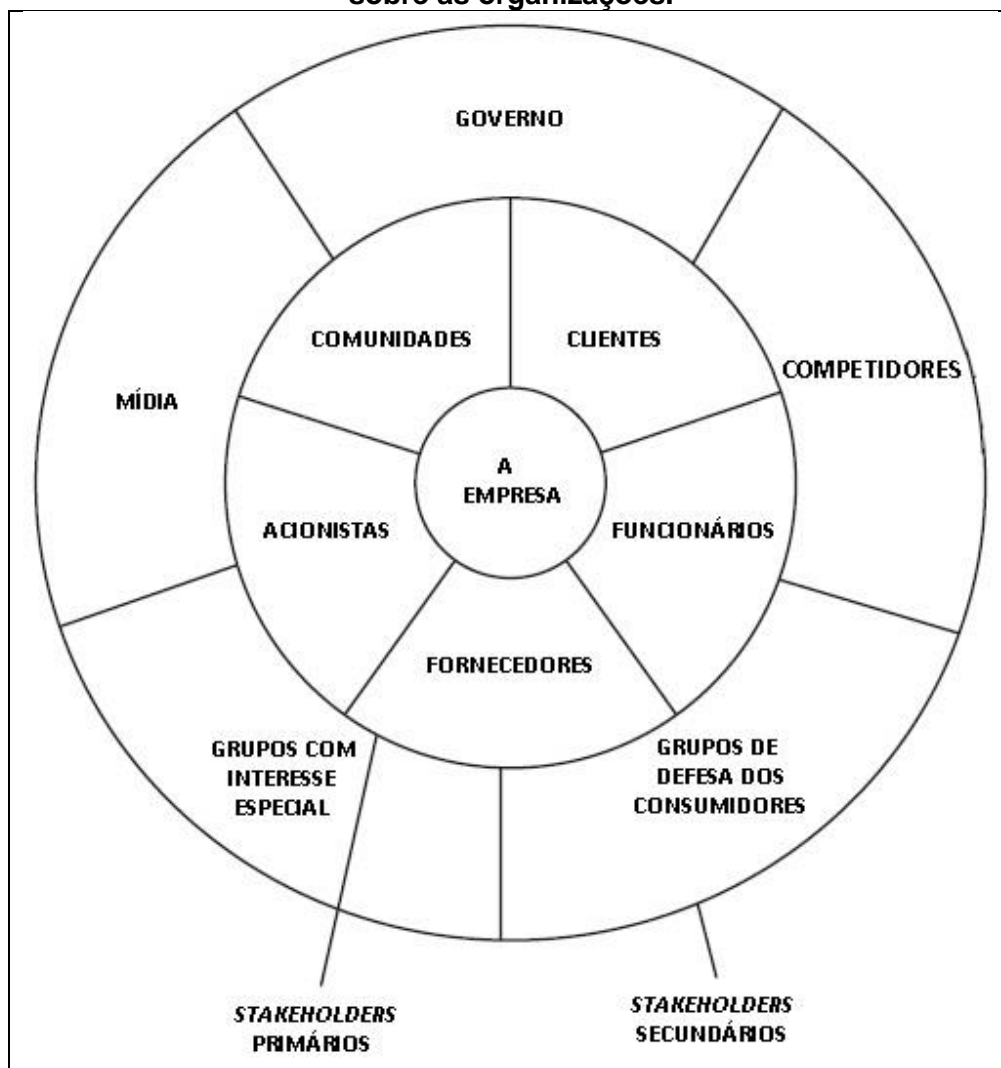 sobre as organizações.
GOVERNO
COMUNIDADES
CLIENTES
COMPETIDORES
MÍDIA
A
EMPRESA
ACIONISTAS
FUNCIONÁRIOS
FORNECEDORES
GRUPOS COM
INTERESSE
ESPECIAL
GRUPOS DE
DEFESA DOS
CONSUMIDORES
STAKEHOLDERS
PRIMÁRIOS
STAKEHOLDERS
SECUNDÁRIOS